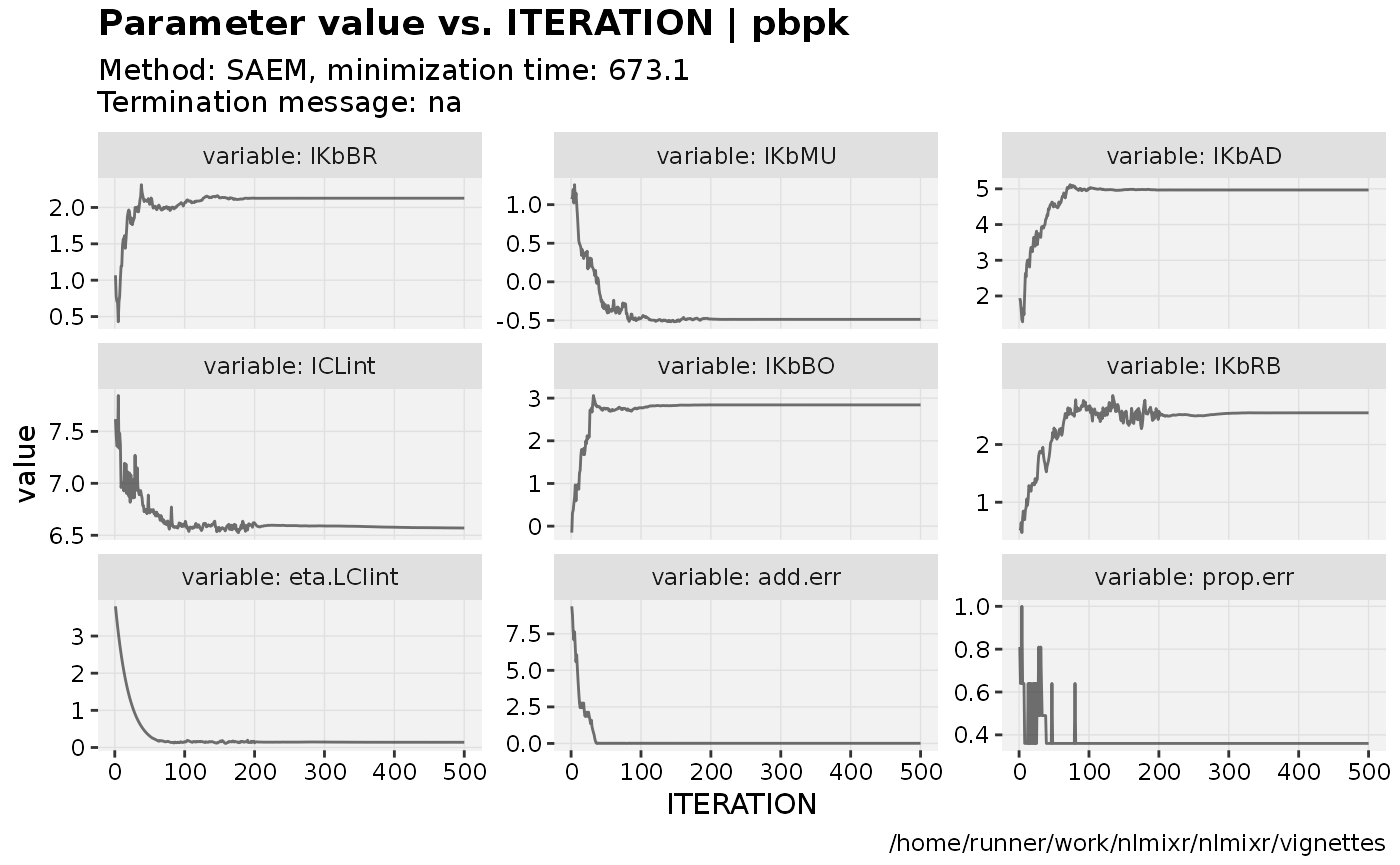 Parameter value vs. ITERATION | pbpk
Method: SAEM, minimization time: 673.1
Termination message: na
variable: lKbBR
variable: lKbMU
variable: lKbAD
2.0
1.5
1.0
0.5
1.0
0.5
0.0
-0.5
5
4
3
2
variable: lCLint
variable: lKbBO
variable: lKbRB
7.5
7.0
6.5
3
2
1
0
2
1
variable: eta.LClint
variable: add.err
variable: prop.err
3
2
1
0
7.5
5.0
2.5
0.0
1.0
0.8
0.6
0.4
0 100 200 300 400 500
0 100 200 300 400 500
0 100 200 300 400 500
value
ITERATION
/home/runner/work/nlmixr/nlmixr/vignettes